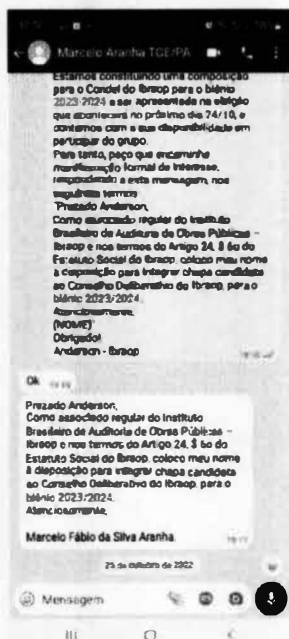 Marcelo Aranha TCE/PA
Estamos constituindo uma composição
para o Condel do Ibraop para o biênio
2023-2024 a ser apresentada na eleição
que acontecerá no próximo dia 24/10, e
contamos com a sua disponibilidade em
participar do grupo.
Para tanto, peço que encaminhe
manifestação formal de interesse,
respondendo a esta mensagem, nos
seguintes termos
"Prezado Anderson,
Como associado regular do Instituto
Brasileiro de Auditoria de Obras Públicas –
Ibraop e nos termos do Artigo 24, § 6o do
Estatuto Social do Ibraop, coloco meu nome
à disposição para integrar chapa candidata
ao Conselho Deliberativo do Ibraop, para o
biênio 2023/2024.
Atenciosamente,
(NOME)
Obrigado!
Anderson - Ibraop
Ok
Prezado Anderson,
Como associado regular do Instituto
Brasileiro de Auditoria de Obras Públicas –
Ibraop e nos termos do Artigo 24, § 6o do
Estatuto Social do Ibraop, coloco meu nome
à disposição para integrar chapa candidata
ao Conselho Deliberativo do Ibraop, para o
biênio 2023/2024.
Atenciosamente,
Marcelo Fábio da Silva Aranha.
25 de outubro de 2022
Mensagem